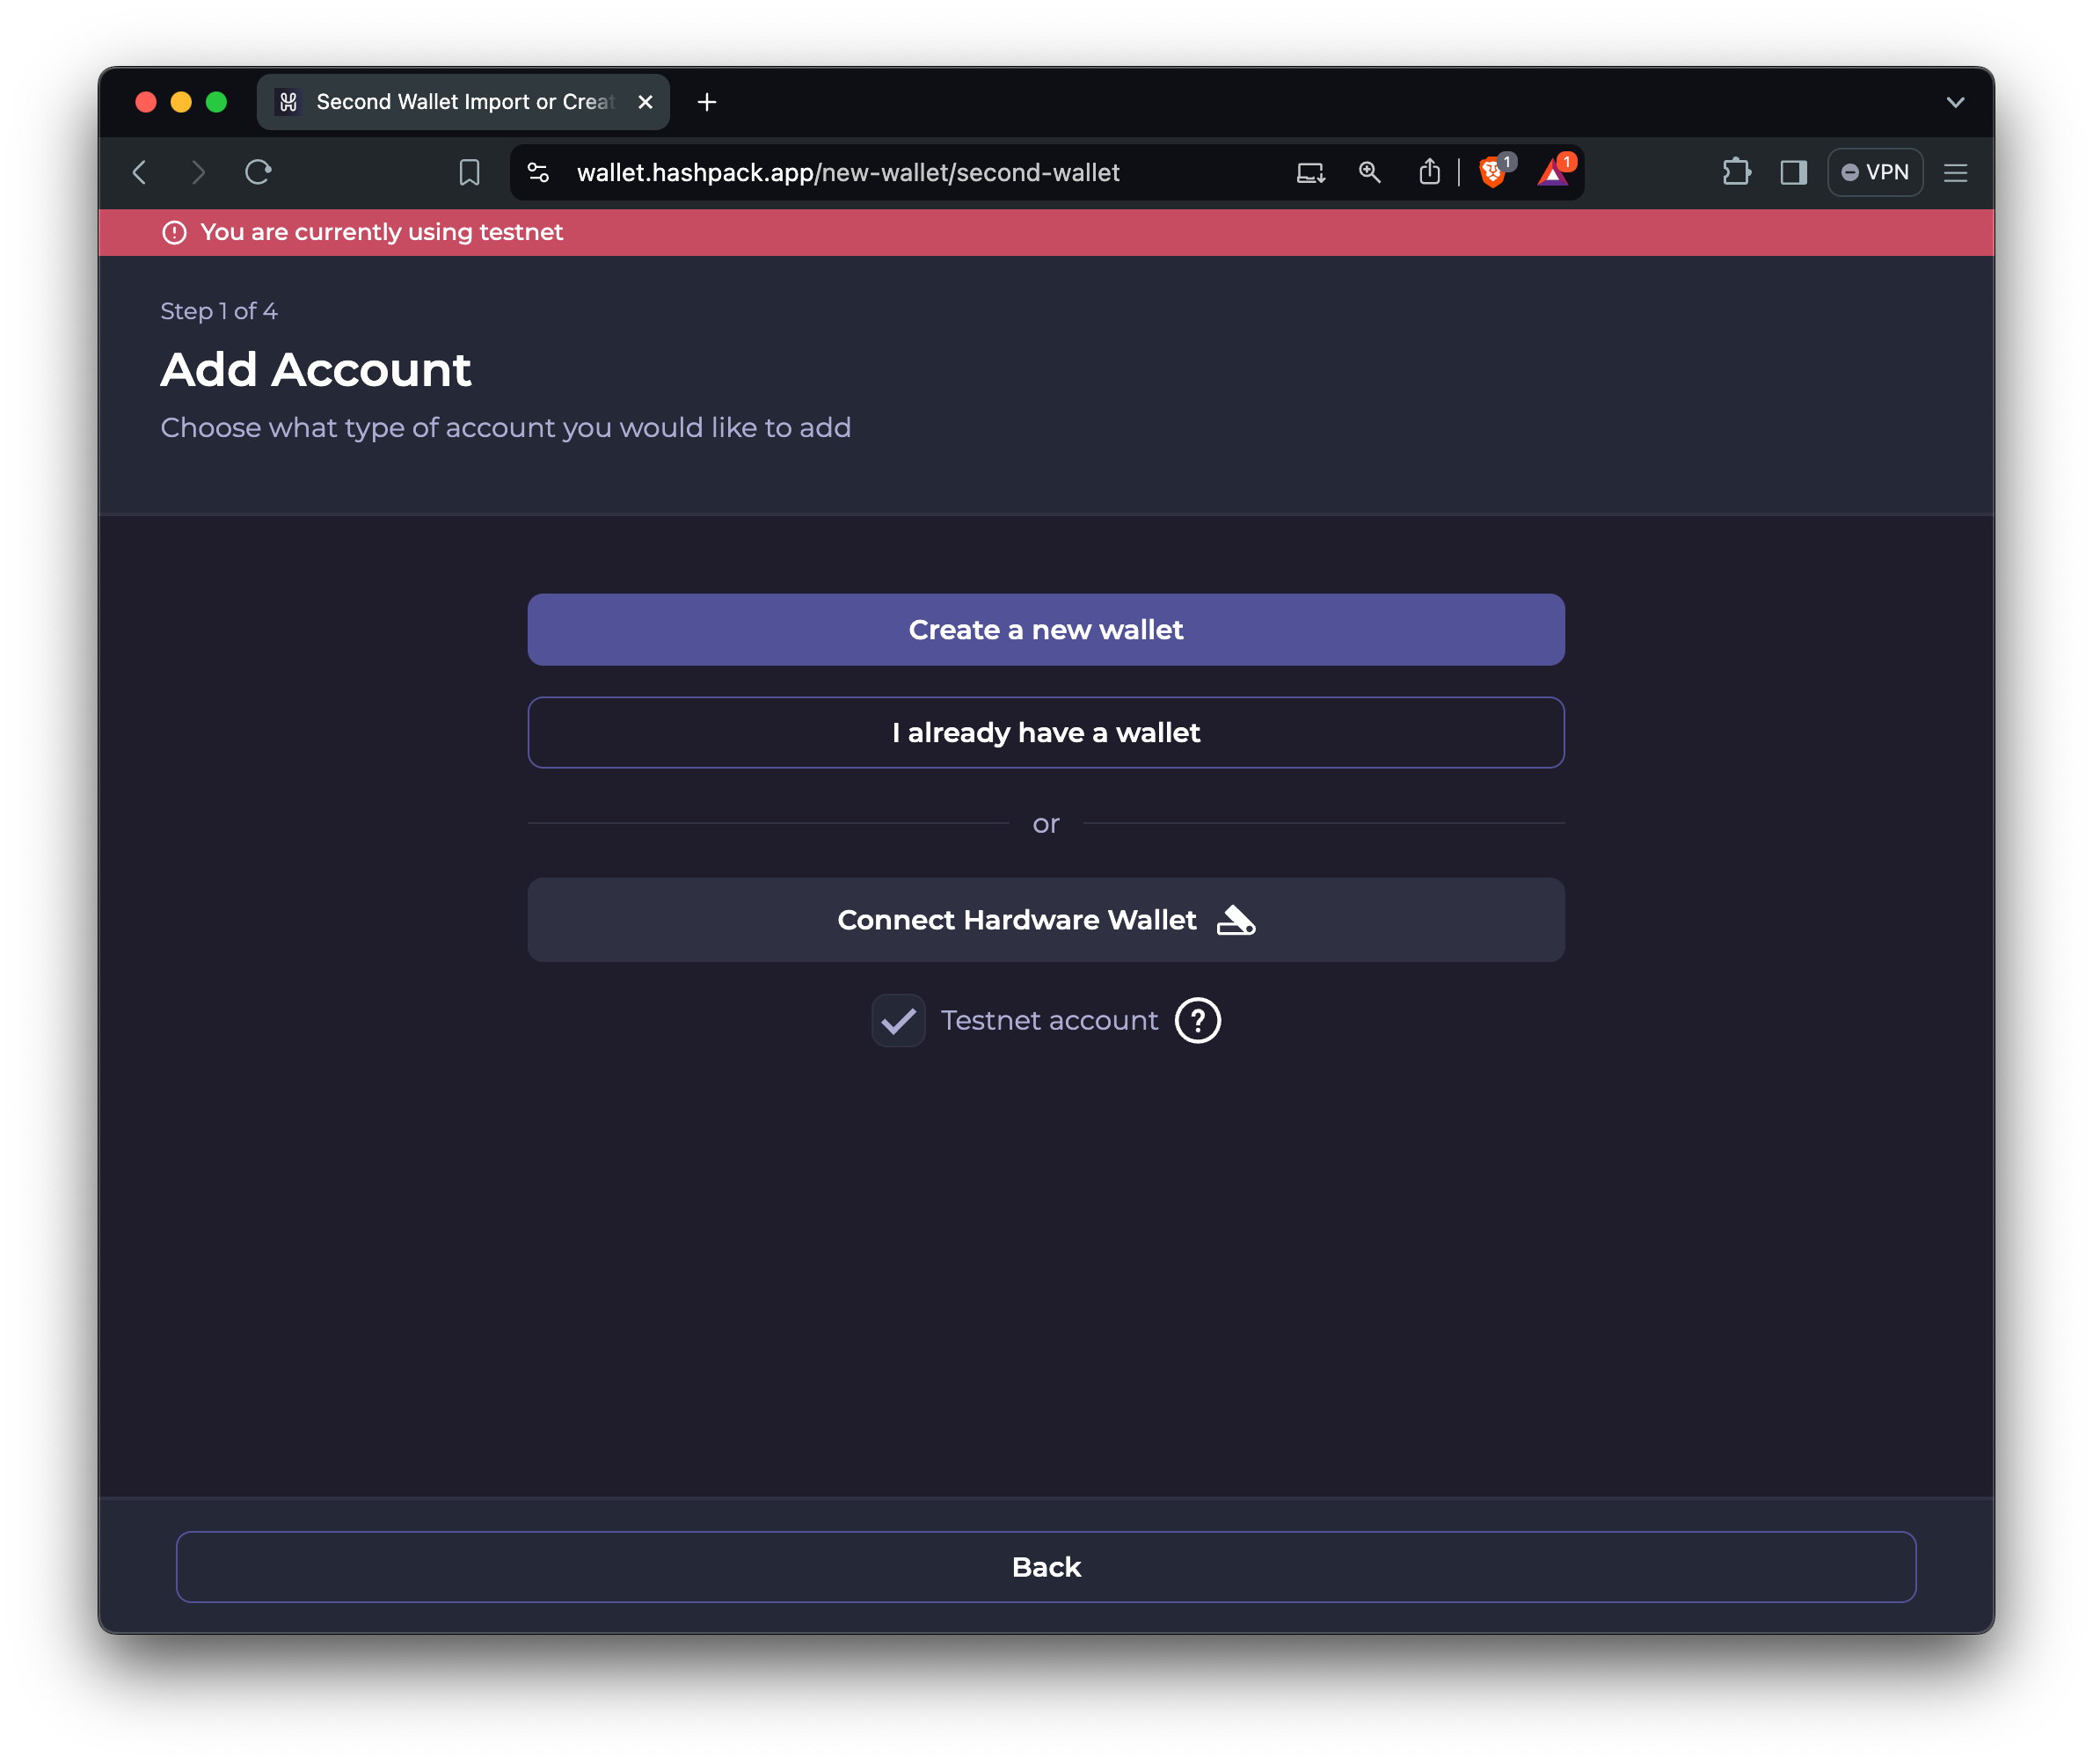 Second Wallet Import or Creat
wallet.hashpack.app/new-wallet/second-wallet
1
1
VPN
You are currently using testnet
Step 1 of 4
Add Account
Choose what type of account you would like to add
Create a new wallet
I already have a wallet
or
Connect Hardware Wallet
Testnet account ?
Back